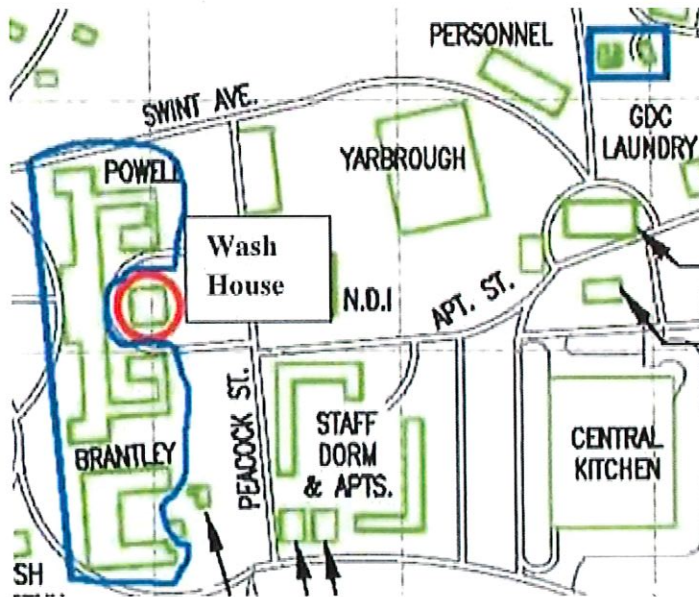 PERSONNEL
SWINT AVE.
GDC
LAUNDRY
POWELL
YARBROUGH
Wash
House
N.D.I
APT. ST.
PEACOCK ST.
STAFF
DORM
& APTS.
BRANTLEY
CENTRAL
KITCHEN
SH